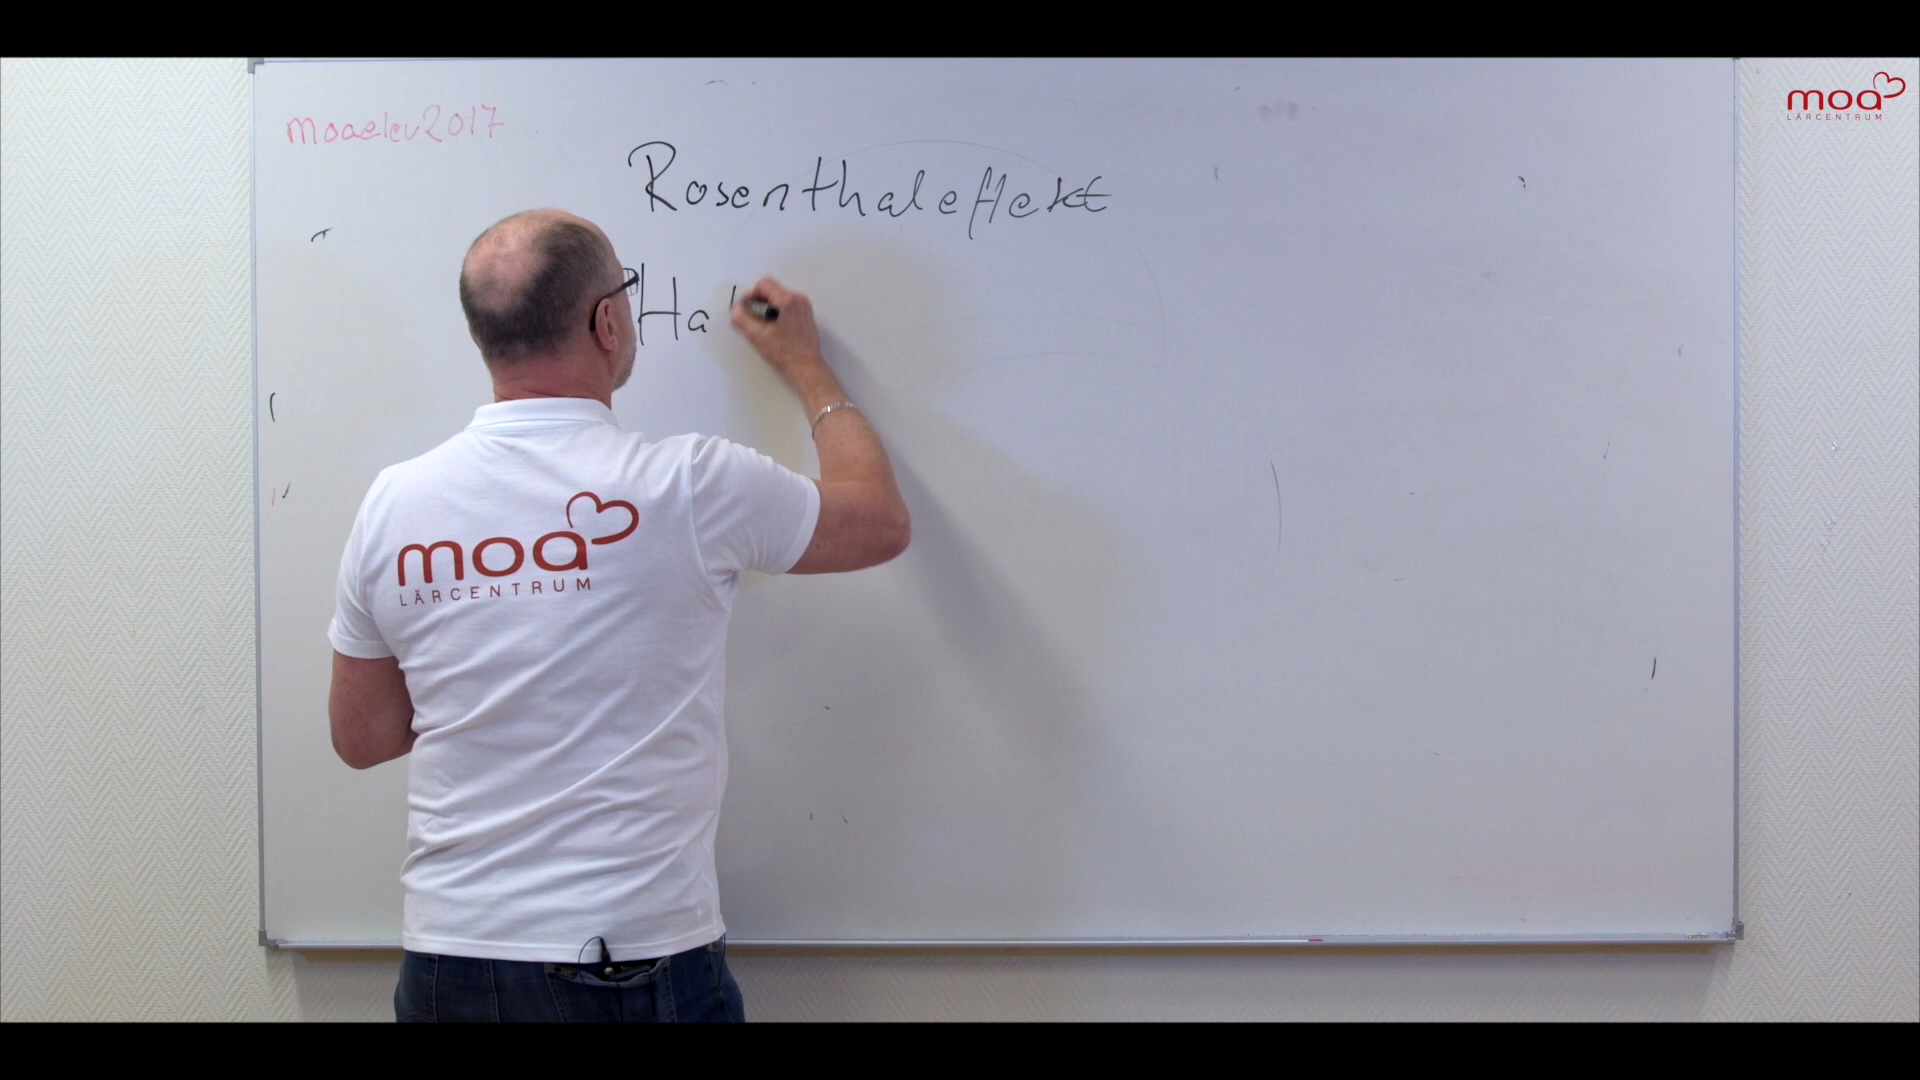 moaelev2017
moa
LÄRCENTRUM
Rosenthaleffekt
Ha
moa
LÄRCENTRUM